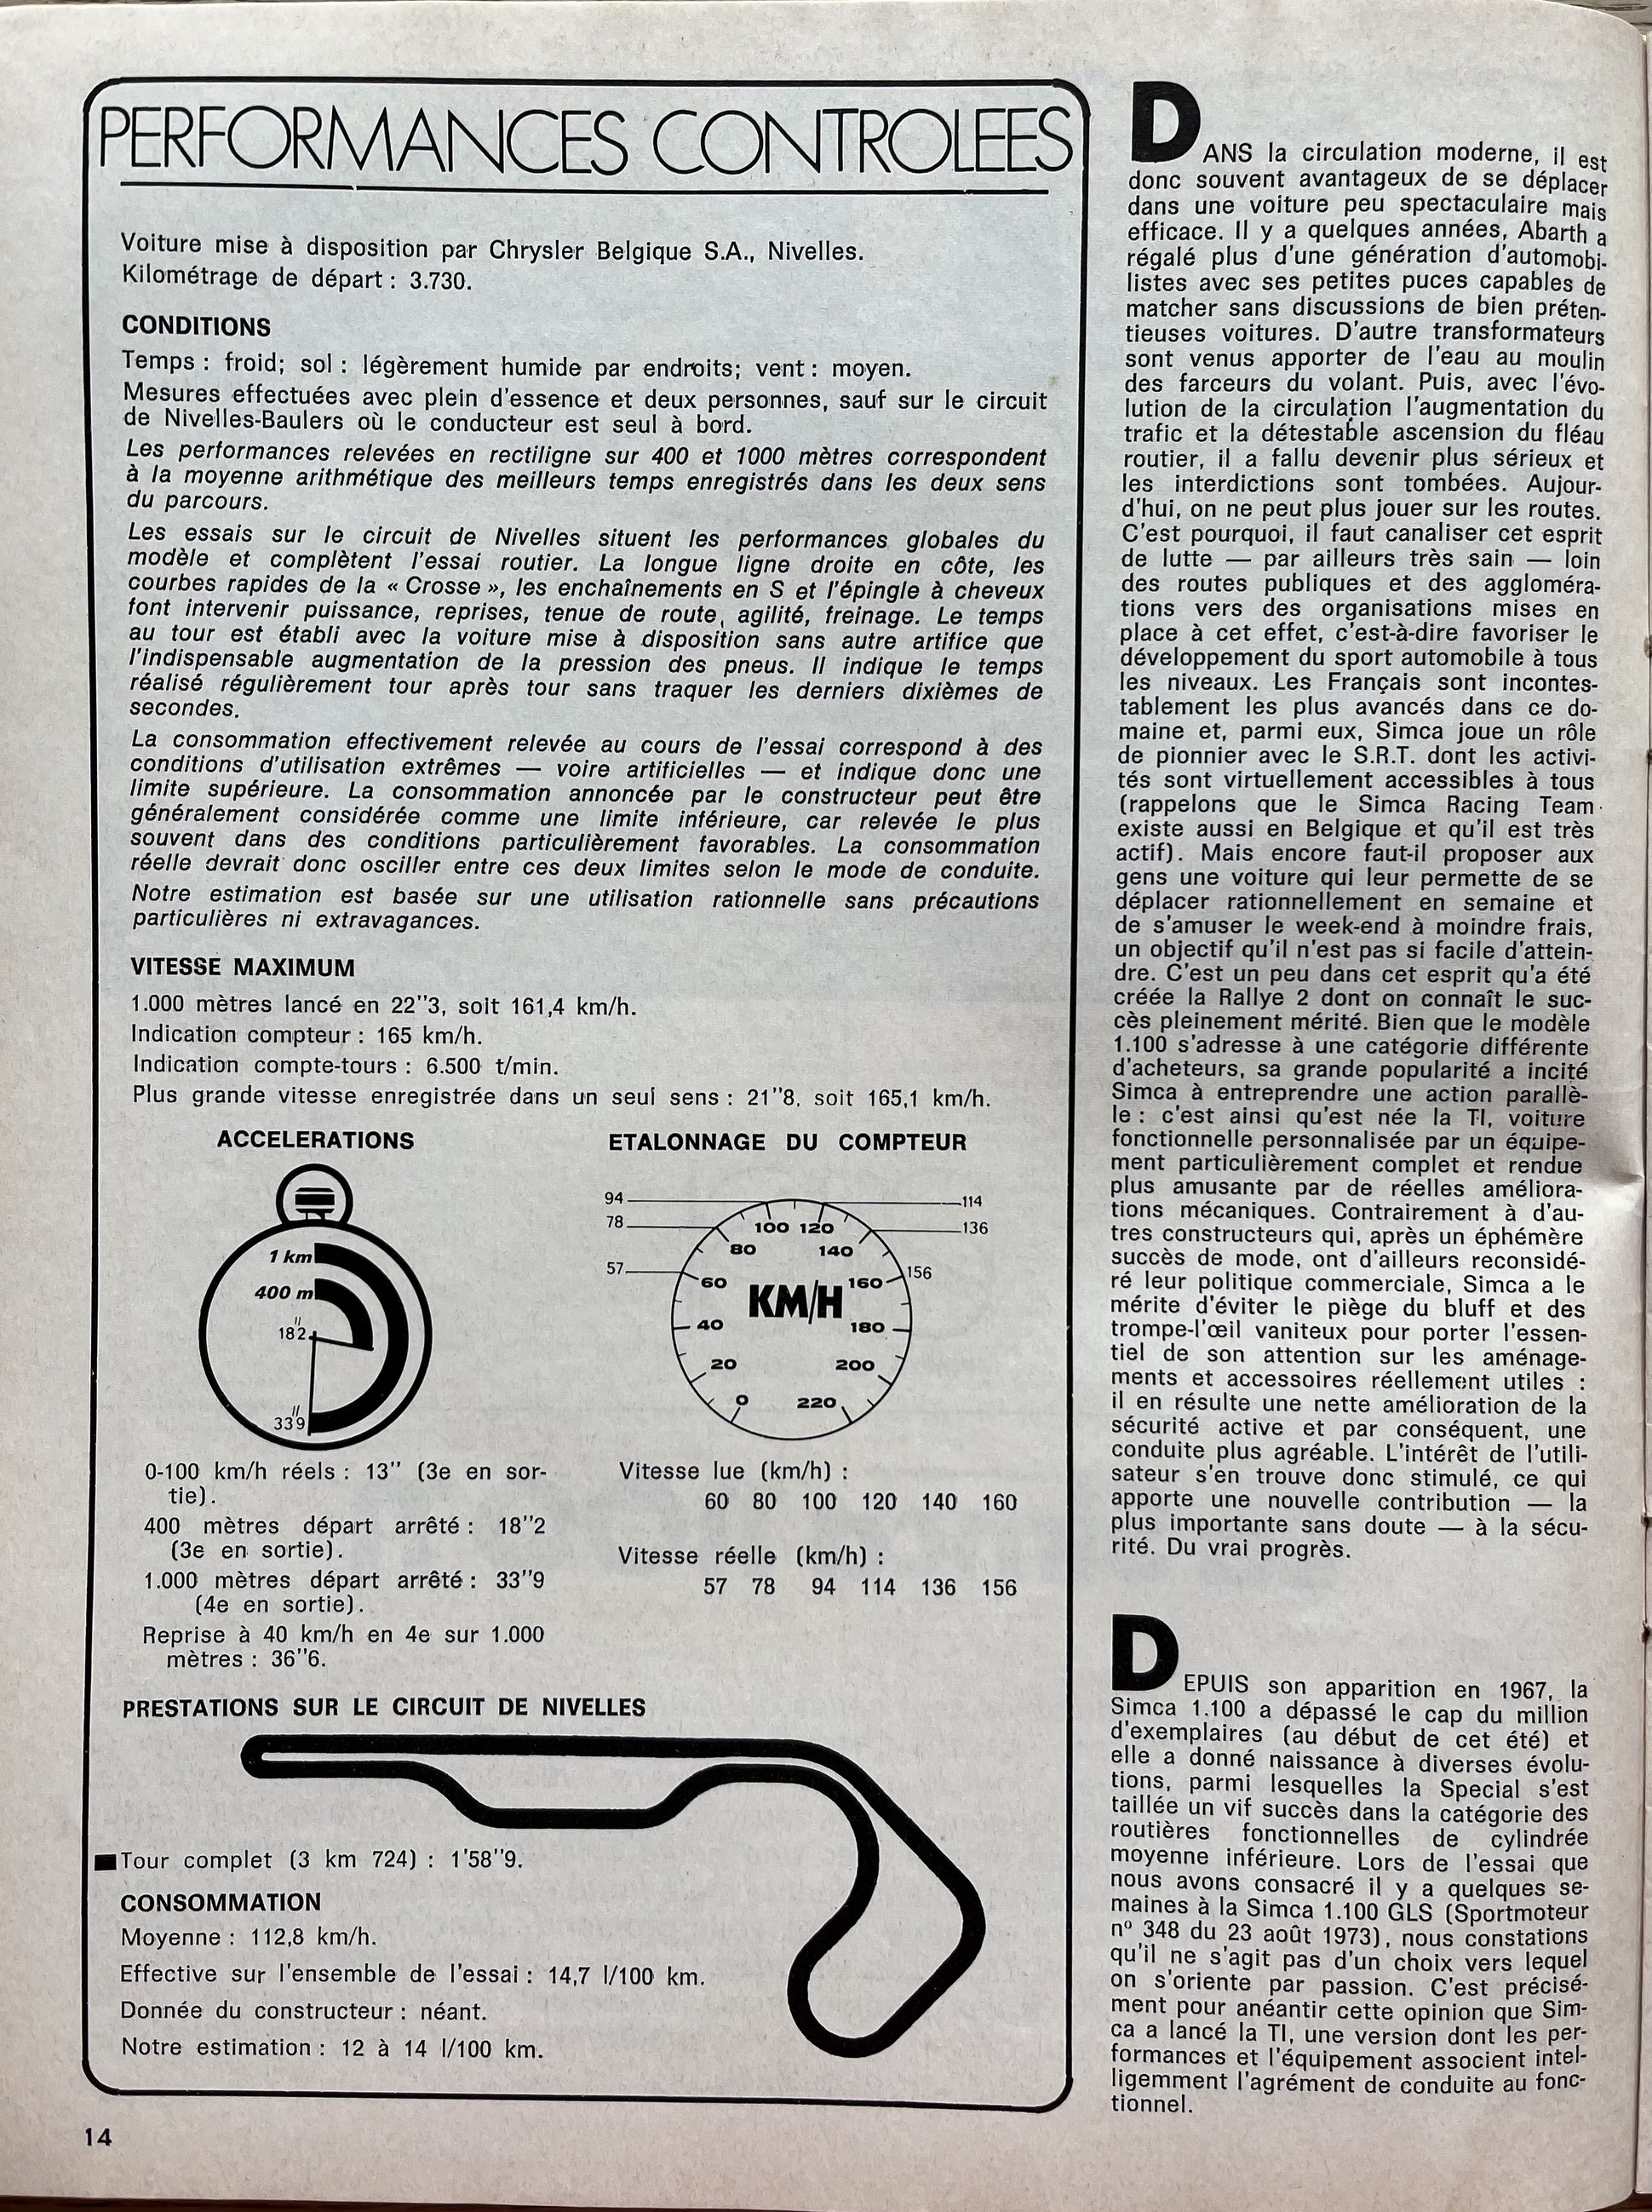 PERFORMANCES CONTROLEES
Voiture mise à disposition par Chrysler Belgique S.A., Nivelles.
Kilométrage de départ : 3.730.
CONDITIONS
Temps : froid; sol : légèrement humide par endroits; vent : moyen.
Mesures effectuées avec plein d'essence et deux personnes, sauf sur le circuit
de Nivelles-Baulers où le conducteur est seul à bord.
Les performances relevées en rectiligne sur 400 et 1000 mètres correspondent
à la moyenne arithmétique des meilleurs temps enregistrés dans les deux sens
du parcours.
Les essais sur le circuit de Nivelles situent les performances globales du
modèle et complètent l'essai routier. La longue ligne droite en côte, les
courbes rapides de la « Crosse », les enchaînements en S et l'épingle à cheveux
font intervenir puissance, reprises, tenue de route, agilité, freinage. Le temps
au tour est établi avec la voiture mise à disposition sans autre artifice que
l'indispensable augmentation de la pression des pneus. Il indique le temps
réalisé régulièrement tour après tour sans traquer les derniers dixièmes de
secondes.
La consommation effectivement relevée au cours de l'essai correspond à des
conditions d'utilisation extrêmes — voire artificielles — et indique donc une
limite supérieure. La consommation annoncée par le constructeur peut être
généralement considérée comme une limite inférieure, car relevée le plus
souvent dans des conditions particulièrement favorables. La consommation
réelle devrait donc osciller entre ces deux limites selon le mode de conduite.
Notre estimation est basée sur une utilisation rationnelle sans précautions
particulières ni extravagances.
VITESSE MAXIMUM
1.000 mètres lancé en 22''3, soit 161,4 km/h.
Indication compteur : 165 km/h.
Indication compte-tours : 6.500 t/min.
Plus grande vitesse enregistrée dans un seul sens : 21''8, soit 165,1 km/h.
ACCELERATIONS
1 km
400 m
18''2
33''9
0-100 km/h réels : 13'' (3e en sor-
tie).
400 mètres départ arrêté : 18''2
(3e en sortie).
1.000 mètres départ arrêté : 33''9
(4e en sortie).
Reprise à 40 km/h en 4e sur 1.000
mètres : 36''6.
ETALONNAGE DU COMPTEUR
94 114
78 100 120 136
80 140
57 60 KM/H 160 156
40 180
20 200
0 220
Vitesse lue (km/h) :
60 80 100 120 140 160
Vitesse réelle (km/h) :
57 78 94 114 136 156
PRESTATIONS SUR LE CIRCUIT DE NIVELLES
Tour complet (3 km 724) : 1'58''9.
CONSOMMATION
Moyenne : 112,8 km/h.
Effective sur l'ensemble de l'essai : 14,7 l/100 km.
Donnée du constructeur : néant.
Notre estimation : 12 à 14 l/100 km.
14
DANS la circulation moderne, il est
donc souvent avantageux de se déplacer
dans une voiture peu spectaculaire mais
efficace. Il y a quelques années, Abarth a
régalé plus d'une génération d'automobi-
listes avec ses petites puces capables de
matcher sans discussions de bien préten-
tieuses voitures. D'autre transformateurs
sont venus apporter de l'eau au moulin
des farceurs du volant. Puis, avec l'évo-
lution de la circulation l'augmentation du
trafic et la détestable ascension du fléau
routier, il a fallu devenir plus sérieux et
les interdictions sont tombées. Aujour-
d'hui, on ne peut plus jouer sur les routes.
C'est pourquoi, il faut canaliser cet esprit
de lutte — par ailleurs très sain — loin
des routes publiques et des aggloméra-
tions vers des organisations mises en
place à cet effet, c'est-à-dire favoriser le
développement du sport automobile à tous
les niveaux. Les Français sont incontes-
tablement les plus avancés dans ce do-
maine et, parmi eux, Simca joue un rôle
de pionnier avec le S.R.T. dont les activi-
tés sont virtuellement accessibles à tous
(rappelons que le Simca Racing Team
existe aussi en Belgique et qu'il est très
actif). Mais encore faut-il proposer aux
gens une voiture qui leur permette de se
déplacer rationnellement en semaine et
de s'amuser le week-end à moindre frais,
un objectif qu'il n'est pas si facile d'attein-
dre. C'est un peu dans cet esprit qu'a été
créée la Rallye 2 dont on connaît le suc-
cès pleinement mérité. Bien que le modèle
1.100 s'adresse à une catégorie différente
d'acheteurs, sa grande popularité a incité
Simca à entreprendre une action parallè-
le : c'est ainsi qu'est née la TI, voiture
fonctionnelle personnalisée par un équipe-
ment particulièrement complet et rendue
plus amusante par de réelles améliora-
tions mécaniques. Contrairement à d'au-
tres constructeurs qui, après un éphémère
succès de mode, ont d'ailleurs reconsidé-
ré leur politique commerciale, Simca a le
mérite d'éviter le piège du bluff et des
trompe-l'œil vaniteux pour porter l'essen-
tiel de son attention sur les aménage-
ments et accessoires réellement utiles :
il en résulte une nette amélioration de la
sécurité active et par conséquent, une
conduite plus agréable. L'intérêt de l'utili-
sateur s'en trouve donc stimulé, ce qui
apporte une nouvelle contribution — la
plus importante sans doute — à la sécu-
rité. Du vrai progrès.
DEPUIS son apparition en 1967, la
Simca 1.100 a dépassé le cap du million
d'exemplaires (au début de cet été) et
elle a donné naissance à diverses évolu-
tions, parmi lesquelles la Special s'est
taillée un vif succès dans la catégorie des
routières fonctionnelles de cylindrée
moyenne inférieure. Lors de l'essai que
nous avons consacré il y a quelques se-
maines à la Simca 1.100 GLS (Sportmoteur
nº 348 du 23 août 1973), nous constations
qu'il ne s'agit pas d'un choix vers lequel
on s'oriente par passion. C'est précisé-
ment pour anéantir cette opinion que Sim-
ca a lancé la TI, une version dont les per-
formances et l'équipement associent intel-
ligemment l'agrément de conduite au fonc-
tionnel.